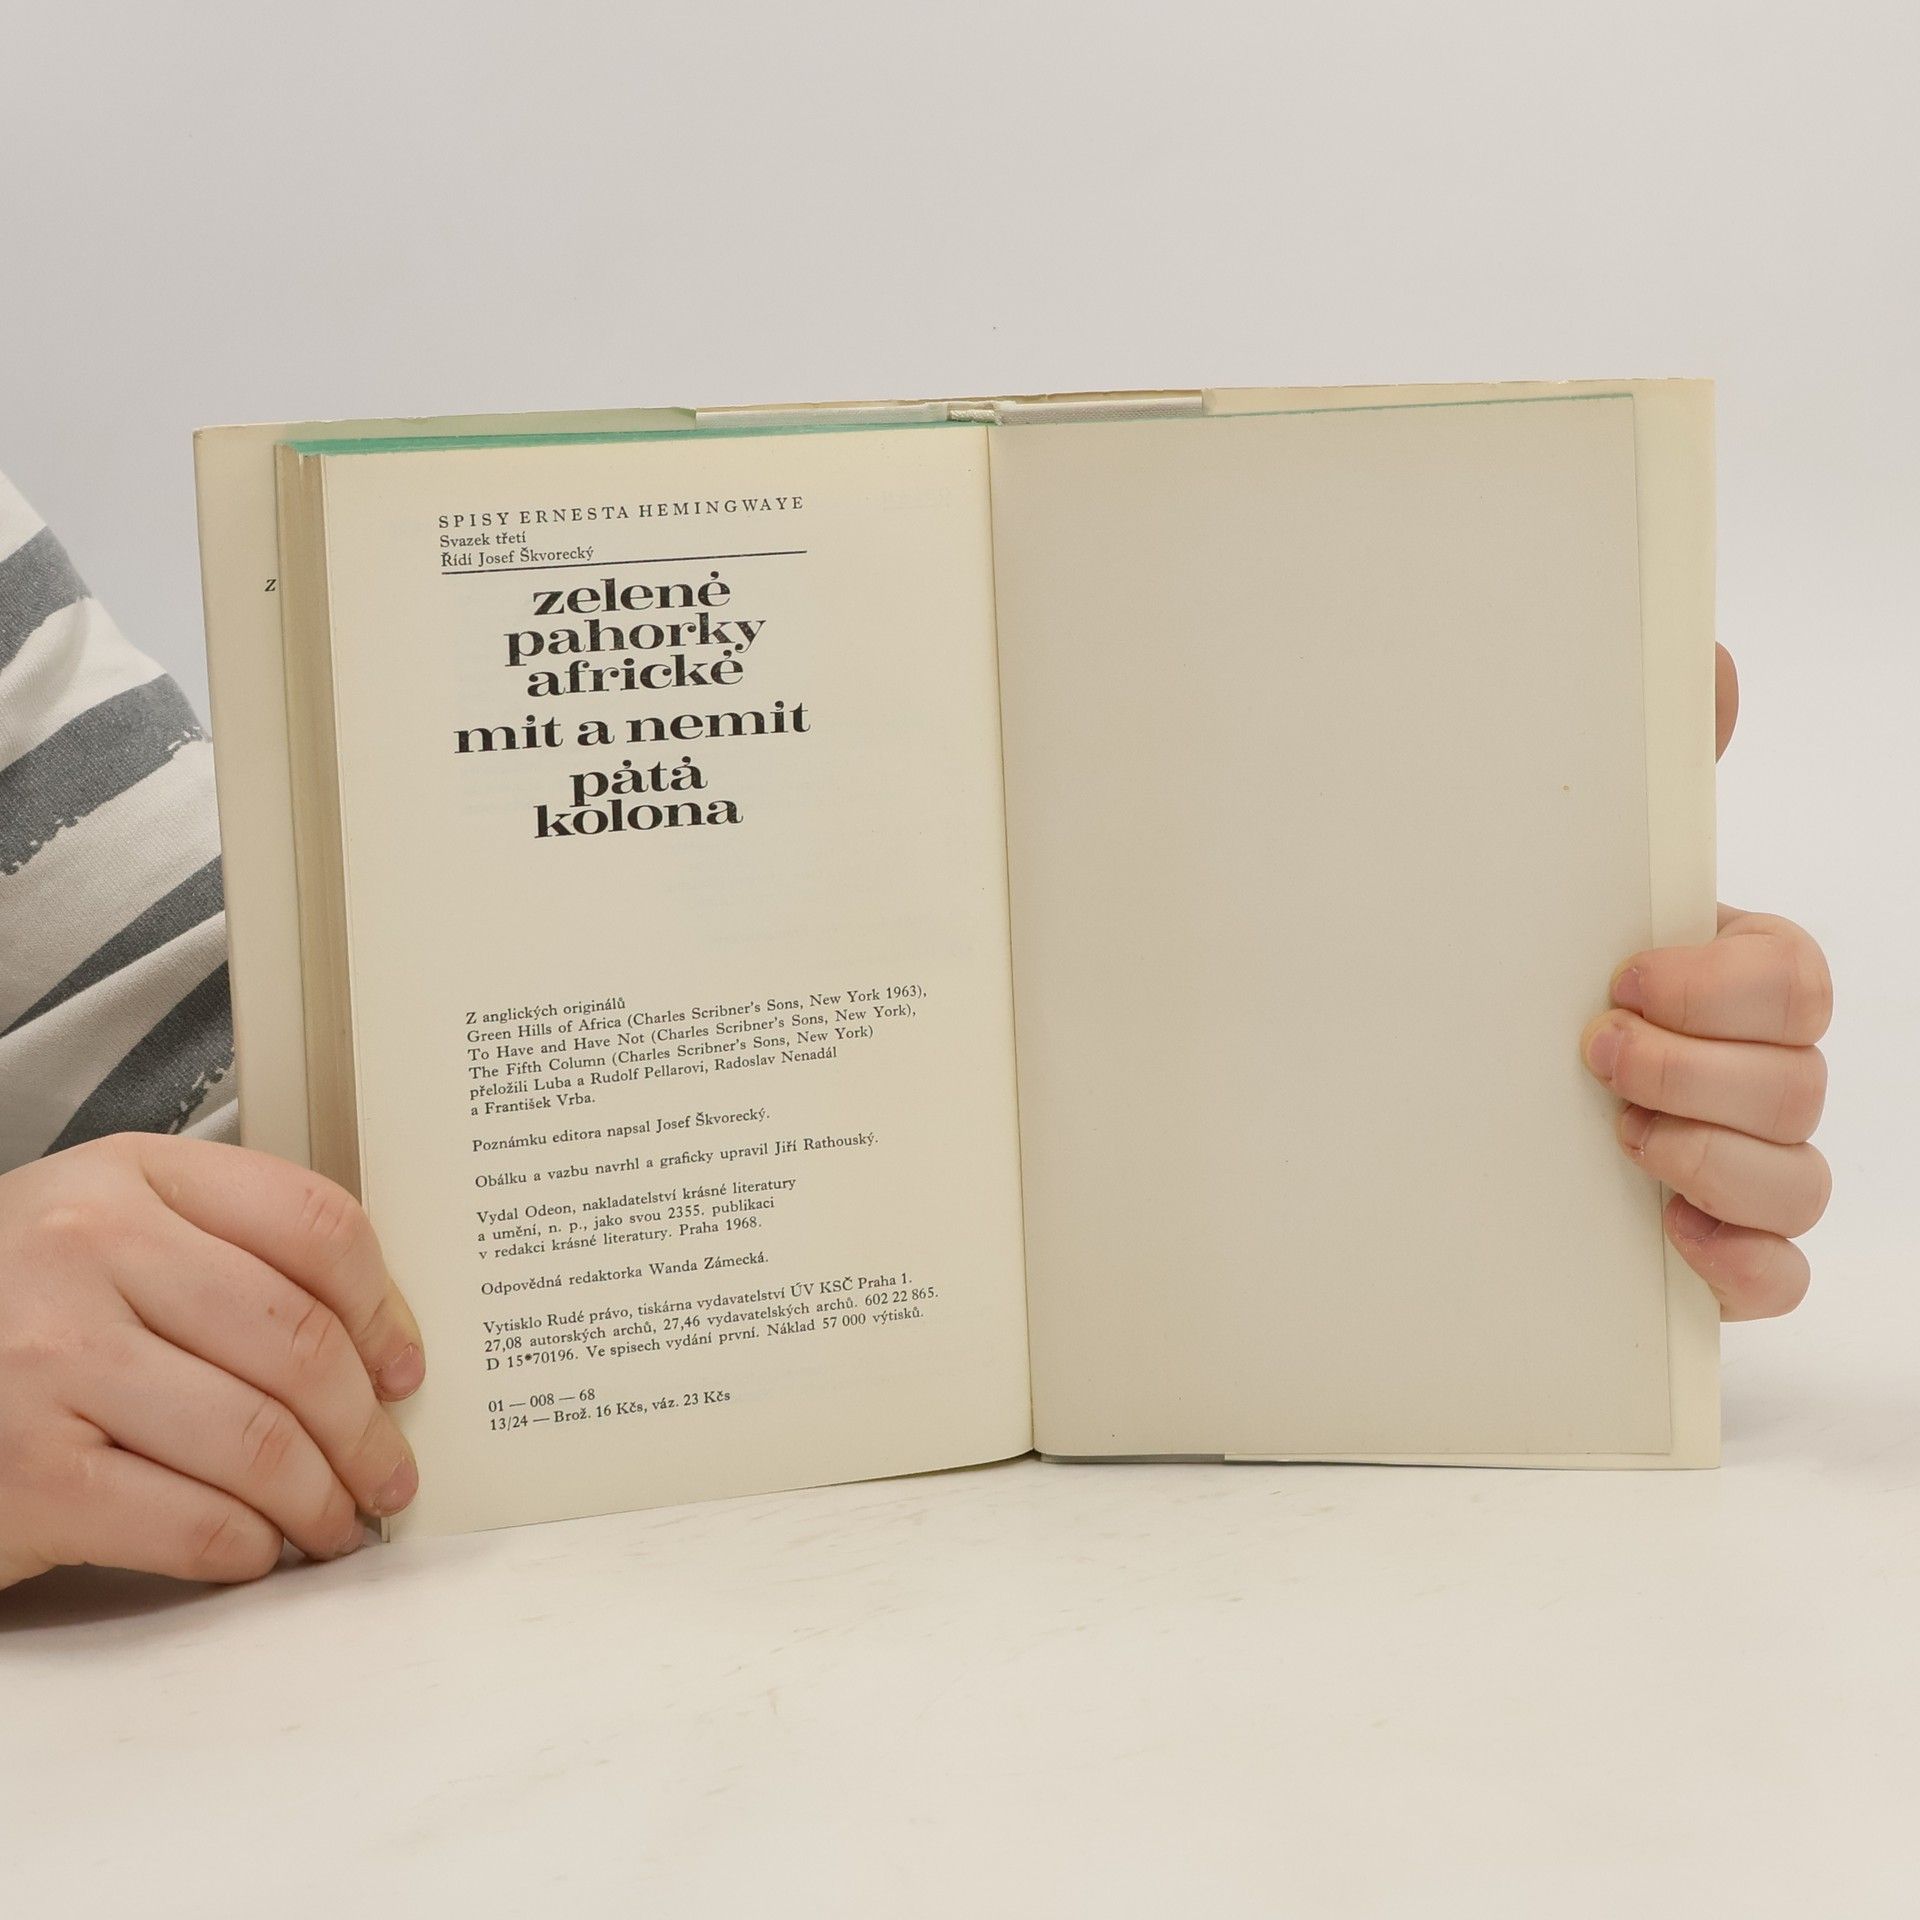 z
SPISY ERNESTA HEMINGWAYE
Svazek třetí
Řídí Josef Škvorecký
zelené
pahorky
africké
mít a nemít
pátá
kolona
Z anglických originálů
Green Hills of Africa (Charles Scribner's Sons, New York 1963),
To Have and Have Not (Charles Scribner's Sons, New York),
The Fifth Column (Charles Scribner's Sons, New York)
přeložili Luba a Rudolf Pellarovi, Radoslav Nenadál
a František Vrba.
Poznámku editora napsal Josef Škvorecký.
Obálku a vazbu navrhl a graficky upravil Jiří Rathouský.
Vydal Odeon, nakladatelství krásné literatury
a umění, n. p., jako svou 2355. publikaci
v redakci krásné literatury. Praha 1968.
Odpovědná redaktorka Wanda Zámecká.
Vytisklo Rudé právo, tiskárna vydavatelství ÚV KSČ Praha 1.
27,08 autorských archů, 27,46 vydavatelských archů. 602 22 865.
D 15*70196. Ve spisech vydání první. Náklad 57 000 výtisků.
01 — 008 — 68
13/24 — Brož. 16 Kčs, váz. 23 Kčs